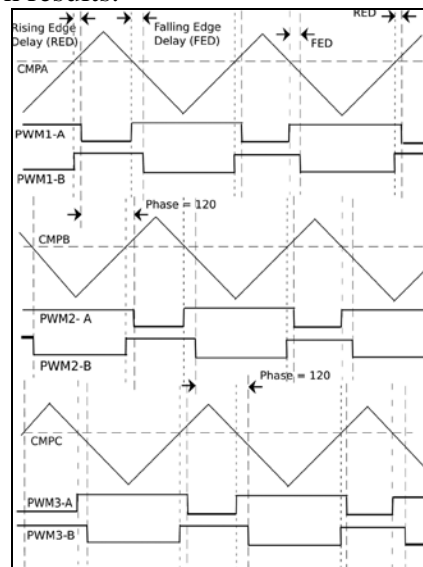 n results.
RED
Rising Edge
Delay (RED)
Falling Edge
Delay (FED)
FED
CMPA
PWM1-A
PWM1-B
Phase = 120
CMPB
PWM2- A
PWM2-B
Phase = 120
CMPC
PWM3-A
PWM3-B